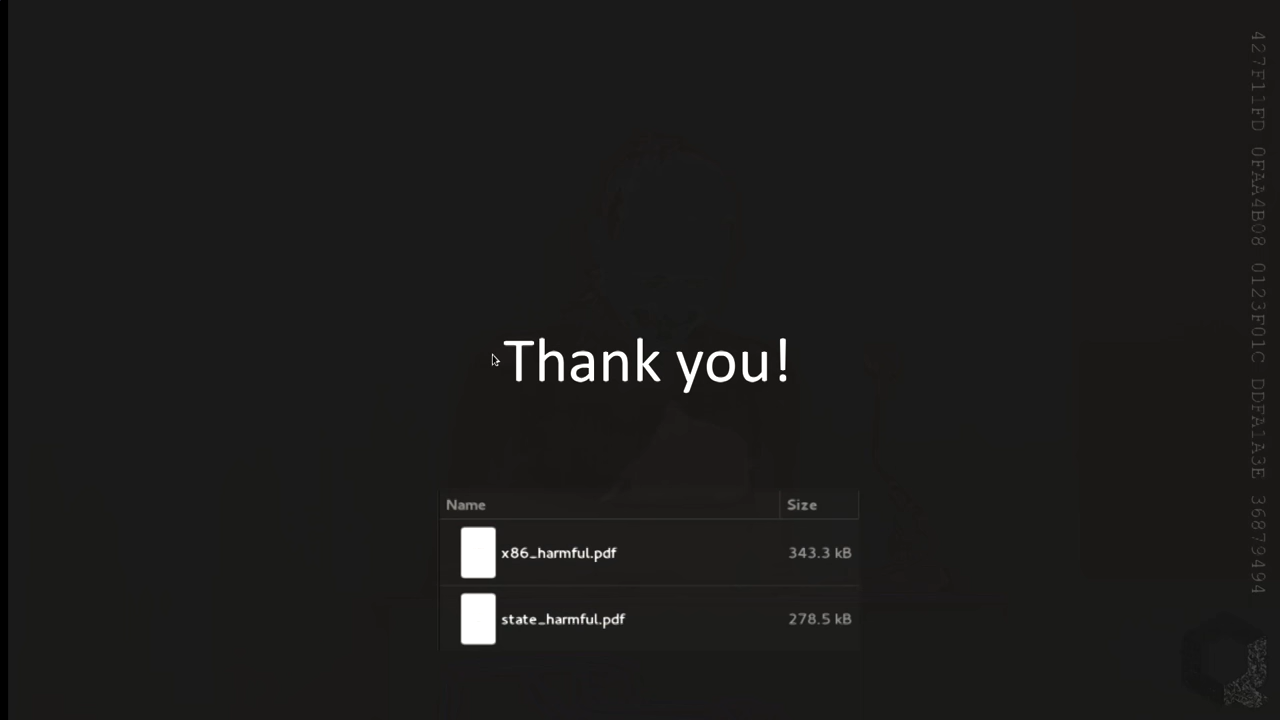 Thank you!
Name Size
x86_harmful.pdf 343.3 kB
state_harmful.pdf 278.5 kB
427F11FD 0FAA4B08 0123F01C DDFA1A3E 36879494